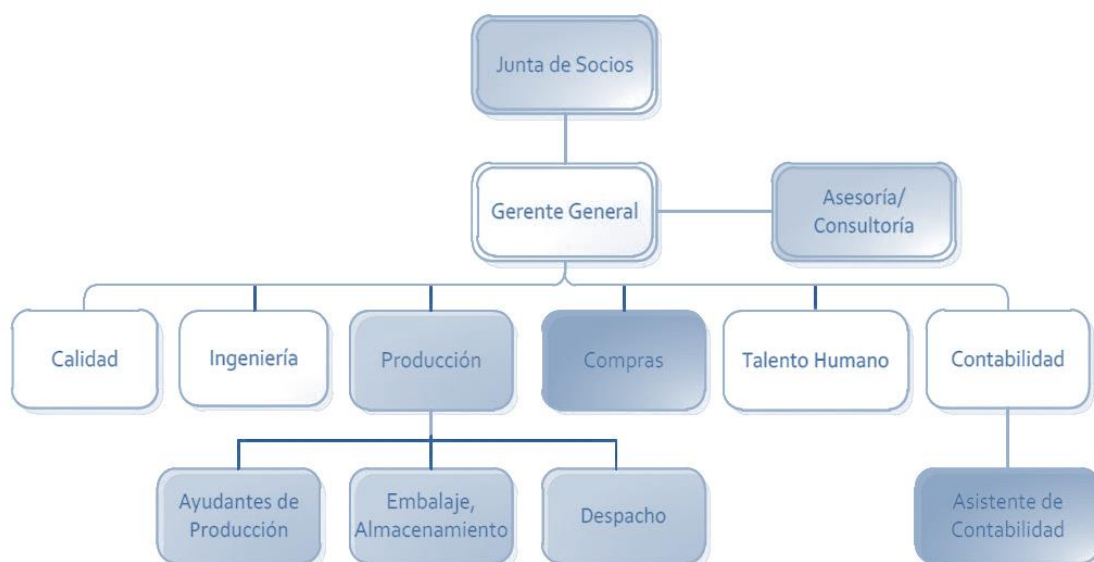 Junta de Socios
Gerente General
Asesoría/
Consultoría
Calidad
Ingeniería
Producción
Compras
Talento Humano
Contabilidad
Ayudantes de
Producción
Embalaje,
Almacenamiento
Despacho
Asistente de
Contabilidad